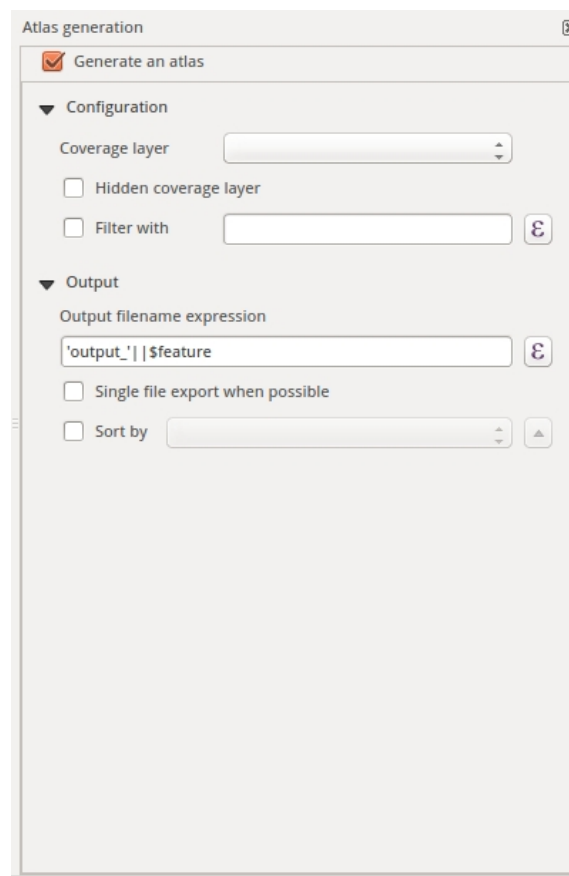 Atlas generation
Generate an atlas
Configuration
Coverage layer
Hidden coverage layer
Filter with
ε
Output
Output filename expression
'output_'||$feature
ε
Single file export when possible
Sort by